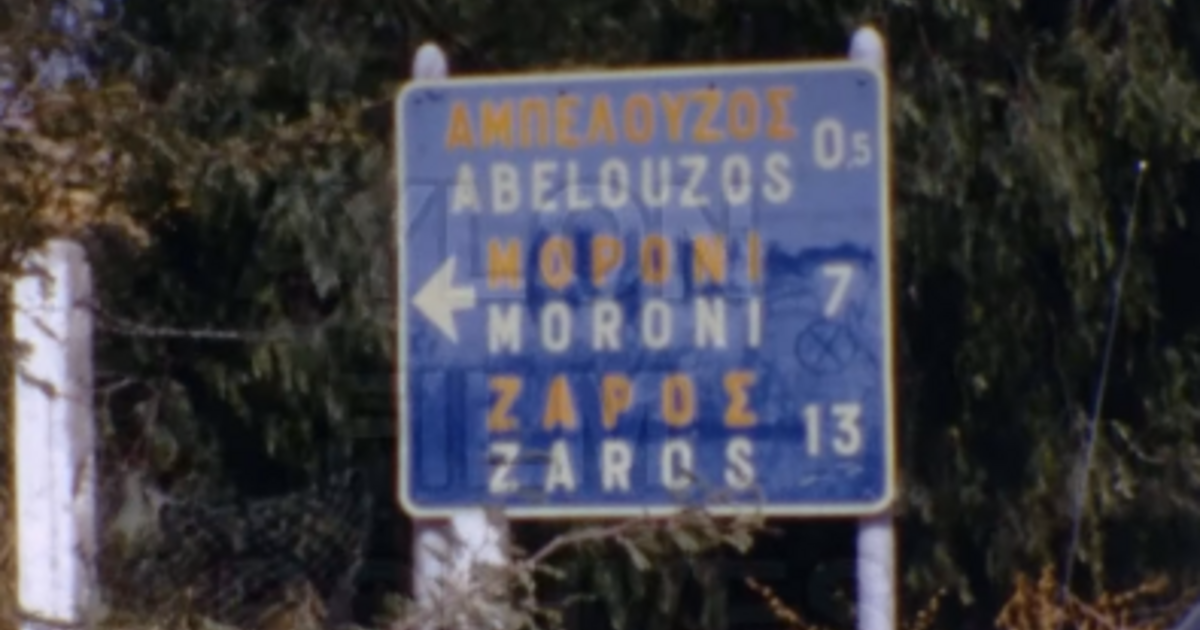 ΑΜΠΕΛΟΥΖΟΣ 0,5
ABELOUZOS
ΜΟΡΟΝΙ 7
MORONI
ΖΑΡΟΣ 13
ZAROS